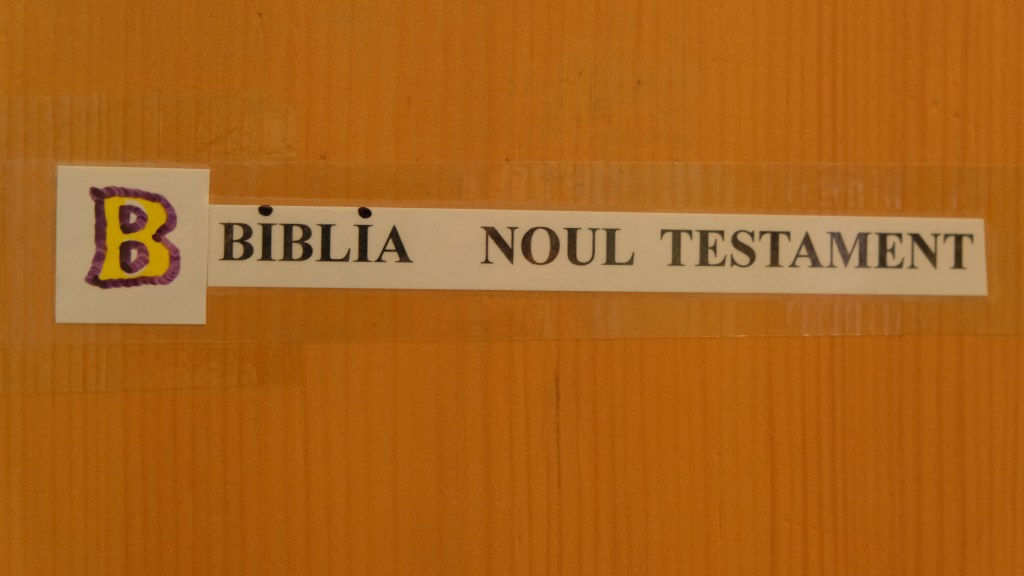 B BİBLİA NOUL TESTAMENT